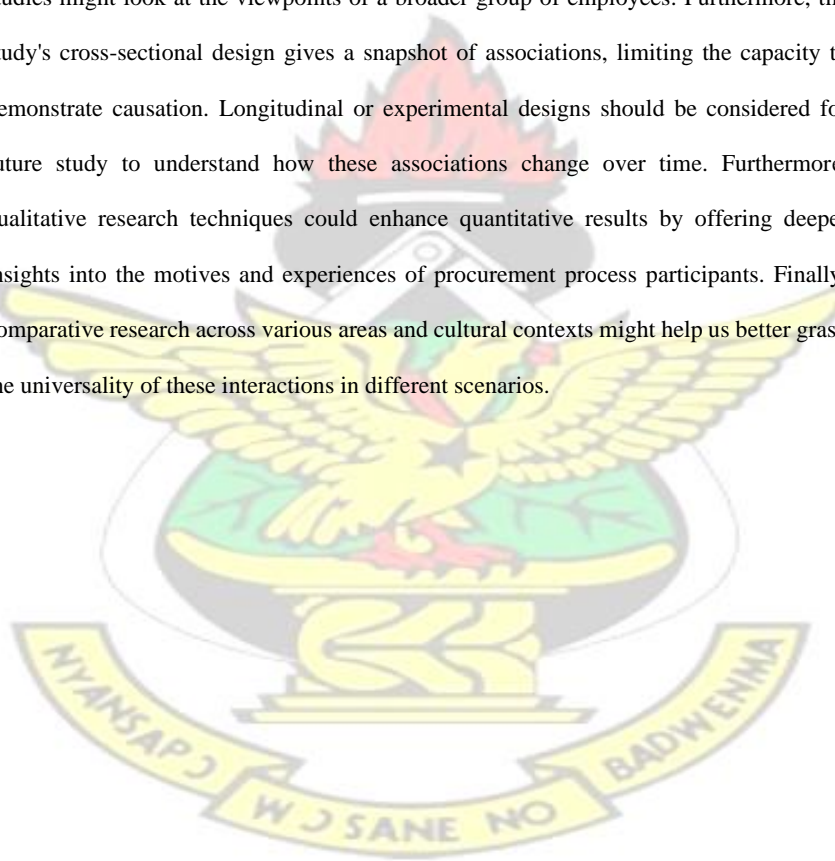 tudies might look at the viewpoints of a broader group of employees. Furthermore, th
tudy's cross-sectional design gives a snapshot of associations, limiting the capacity t
emonstrate causation. Longitudinal or experimental designs should be considered fo
uture study to understand how these associations change over time. Furthermore
ualitative research techniques could enhance quantitative results by offering deepe
nsights into the motives and experiences of procurement process participants. Finally,
omparative research across various areas and cultural contexts might help us better gras
he universality of these interactions in different scenarios.
NYANSAPƆ WƆ SANE NO BADWENMA